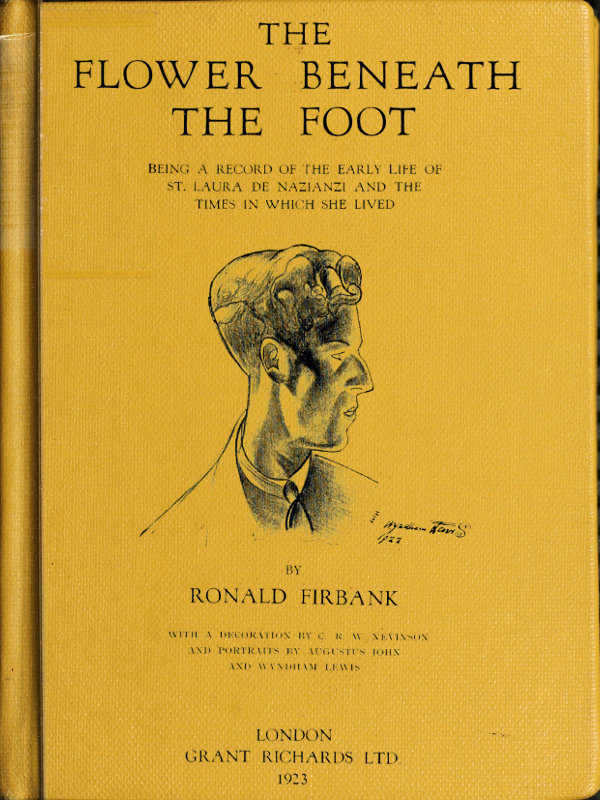 THE
FLOWER BENEATH
THE FOOT
BEING A RECORD OF THE EARLY LIFE OF
ST. LAURA DE NAZIANZI AND THE
TIMES IN WHICH SHE LIVED
Wyndham Lewis
1922
BY
RONALD FIRBANK
WITH A DECORATION BY C. R. W. NEVINSON
AND PORTRAITS BY AUGUSTUS JOHN
AND WYNDHAM LEWIS
LONDON
GRANT RICHARDS LTD.
1923